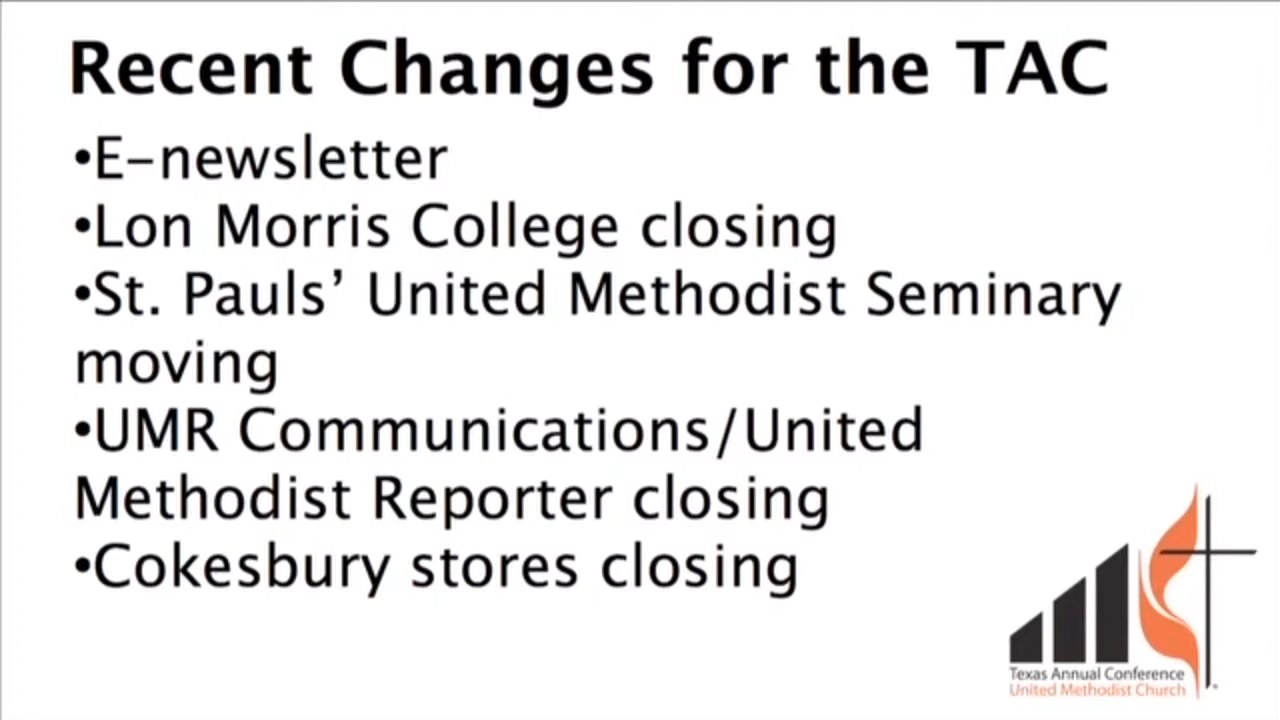 Recent Changes for the TAC
•E-newsletter
•Lon Morris College closing
•St. Pauls’ United Methodist Seminary
moving
•UMR Communications/United
Methodist Reporter closing
•Cokesbury stores closing
Texas Annual Conference
United Methodist Church